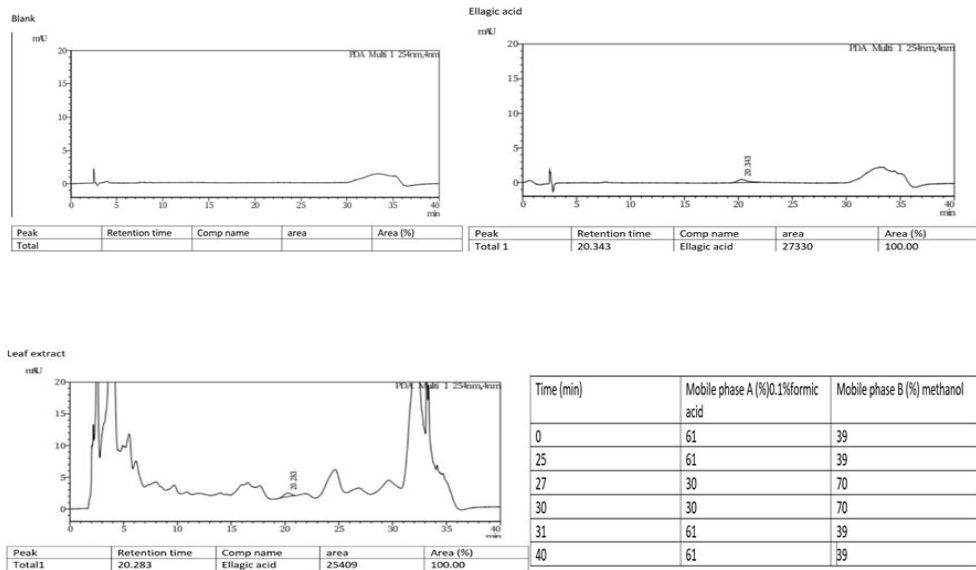 Blank
mAU
PDA Multi 1 254nm,4nm
20
15
10
5
0
0 5 10 15 20 25 30 35 40
min
Peak Retention time Comp name area Area (%)
Total
Ellagic acid
mAU
PDA Multi 1 254nm,4nm
20
15
10
5
0
20.343
0 5 10 15 20 25 30 35 40
min
Peak Retention time Comp name area Area (%)
Total 1 20.343 Ellagic acid 27330 100.00
Leaf extract
mAU
PDA Multi 1 254nm,4nm
20
15
10
5
0
20.283
0 5 10 15 20 25 30 35 40
min
Peak Retention time Comp name area Area (%)
Total1 20.283 Ellagic acid 25409 100.00
Time (min) Mobile phase A (%)0.1%formic Mobile phase B (%) methanol
acid
0 61 39
25 61 39
27 30 70
30 30 70
31 61 39
40 61 39